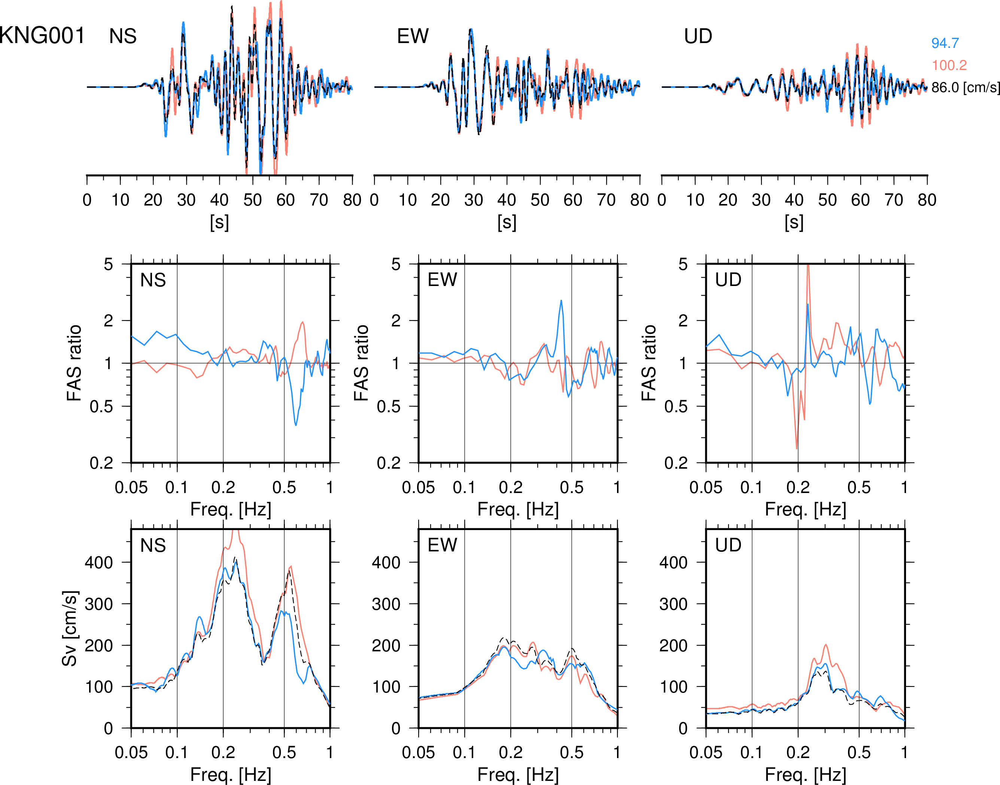 KNG001 NS EW UD
94.7
100.2
86.0 [cm/s]
0 10 20 30 40 50 60 70 80 0 10 20 30 40 50 60 70 80 0 10 20 30 40 50 60 70 80
[s] [s] [s]
5 5 5
NS EW UD
2 2 2
FAS ratio FAS ratio FAS ratio
1 1 1
0.5 0.5 0.5
0.2 0.2 0.2
0.05 0.1 0.2 0.5 1 0.05 0.1 0.2 0.5 1 0.05 0.1 0.2 0.5 1
Freq. [Hz] Freq. [Hz] Freq. [Hz]
NS EW UD
400 400 400
300 300 300
Sv [cm/s]
200 200 200
100 100 100
0 0 0
0.05 0.1 0.2 0.5 1 0.05 0.1 0.2 0.5 1 0.05 0.1 0.2 0.5 1
Freq. [Hz] Freq. [Hz] Freq. [Hz]